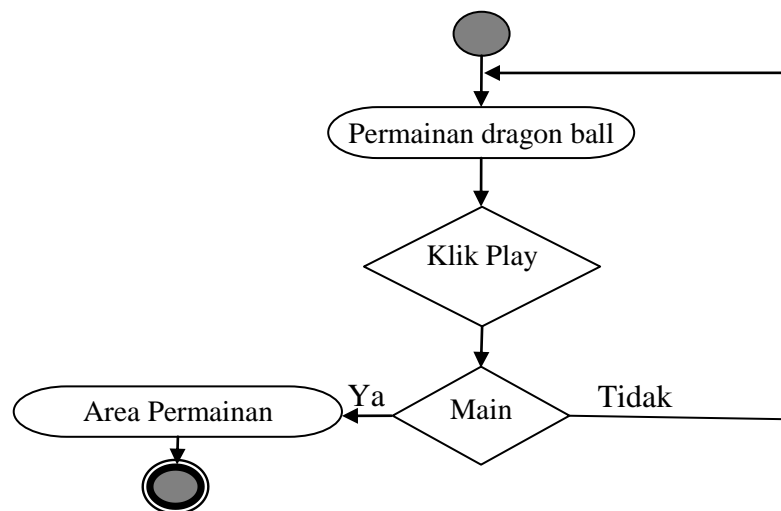 Permainan dragon ball
Klik Play
Ya
Tidak
Area Permainan
Main